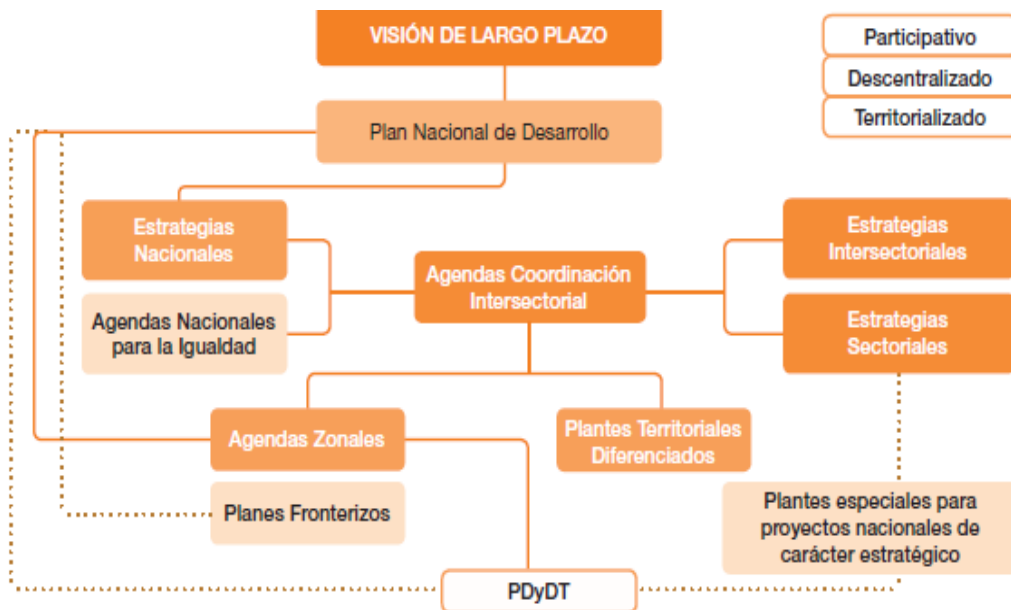 VISIÓN DE LARGO PLAZO
Participativo
Descentralizado
Territorializado
Plan Nacional de Desarrollo
Estrategias
Nacionales
Agendas Nacionales
para la Igualdad
Agendas Coordinación
Intersectorial
Estrategias
Intersectoriales
Estrategias
Sectoriales
Agendas Zonales
Plantes Territoriales
Diferenciados
Planes Fronterizos
Plantes especiales para
proyectos nacionales de
carácter estratégico
PDyDT